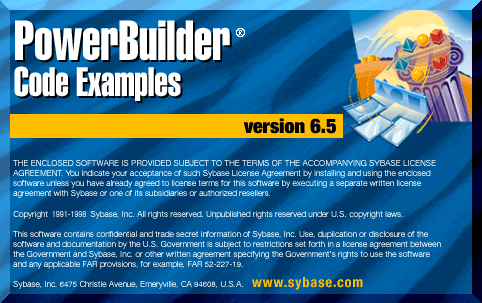 PowerBuilder®
Code Examples
version 6.5
THE ENCLOSED SOFTWARE IS PROVIDED SUBJECT TO THE TERMS OF THE ACCOMPANYING SYBASE LICENSE
AGREEMENT. You indicate your acceptance of such Sybase License Agreement by installing and using the enclosed
software unless you have already agreed to license terms for this software by executing a separate written license
agreement with Sybase or one of its subsidiaries or authorized resellers.
Copyright 1991-1998 Sybase, Inc. All rights reserved. Unpublished rights reserved under U.S. copyright laws.
This software contains confidential and trade secret information of Sybase, Inc. Use, duplication or disclosure of the
software and documentation by the U.S. Government is subject to restrictions set forth in a license agreement between
the Government and Sybase, Inc. or other written agreement specifying the Government's rights to use the software
and any applicable FAR provisions, for example, FAR 52-227-19.
Sybase, Inc. 6475 Christie Avenue, Emeryville, CA 94608, U.S.A. www.sybase.com